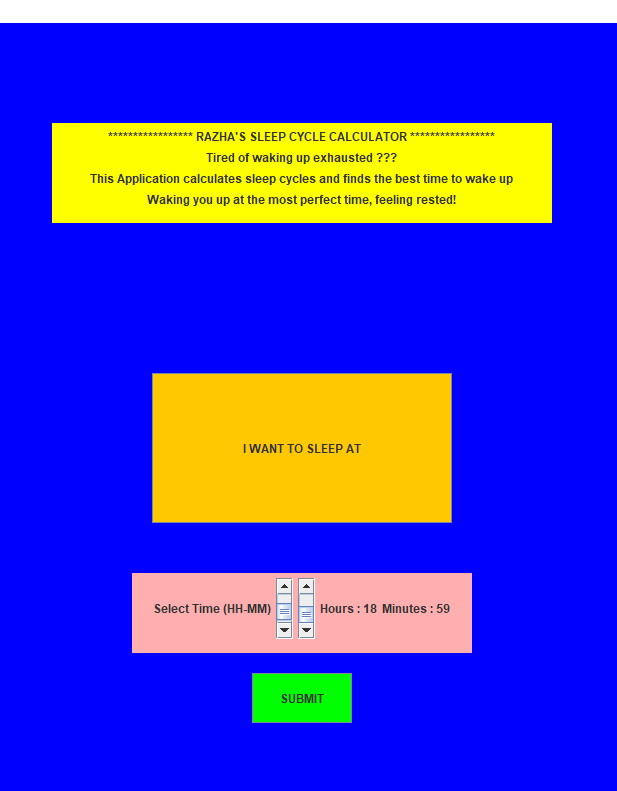 ***************** RAZHA'S SLEEP CYCLE CALCULATOR *****************
Tired of waking up exhausted ???
This Application calculates sleep cycles and finds the best time to wake up
Waking you up at the most perfect time, feeling rested!
I WANT TO SLEEP AT
Select Time (HH-MM) Hours : 18 Minutes : 59
SUBMIT